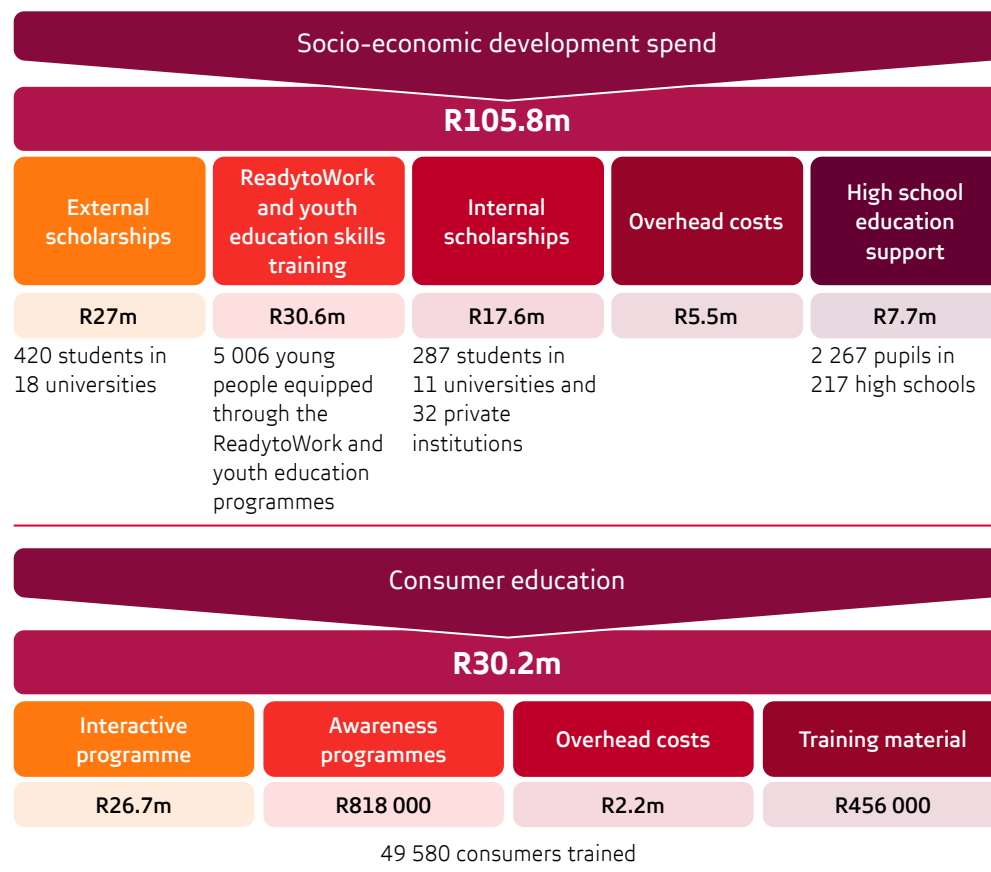 Socio-economic development spend
R105.8m
External
scholarships
R27m
420 students in
18 universities
ReadytoWork
and youth
education skills
training
R30.6m
5 006 young
people equipped
through the
ReadytoWork and
youth education
programmes
Internal
scholarships
R17.6m
287 students in
11 universities and
32 private
institutions
Overhead costs
R5.5m
High school
education
support
R7.7m
2 267 pupils in
217 high schools
Consumer education
R30.2m
Interactive
programme
R26.7m
Awareness
programmes
R818 000
Overhead costs
R2.2m
Training material
R456 000
49 580 consumers trained